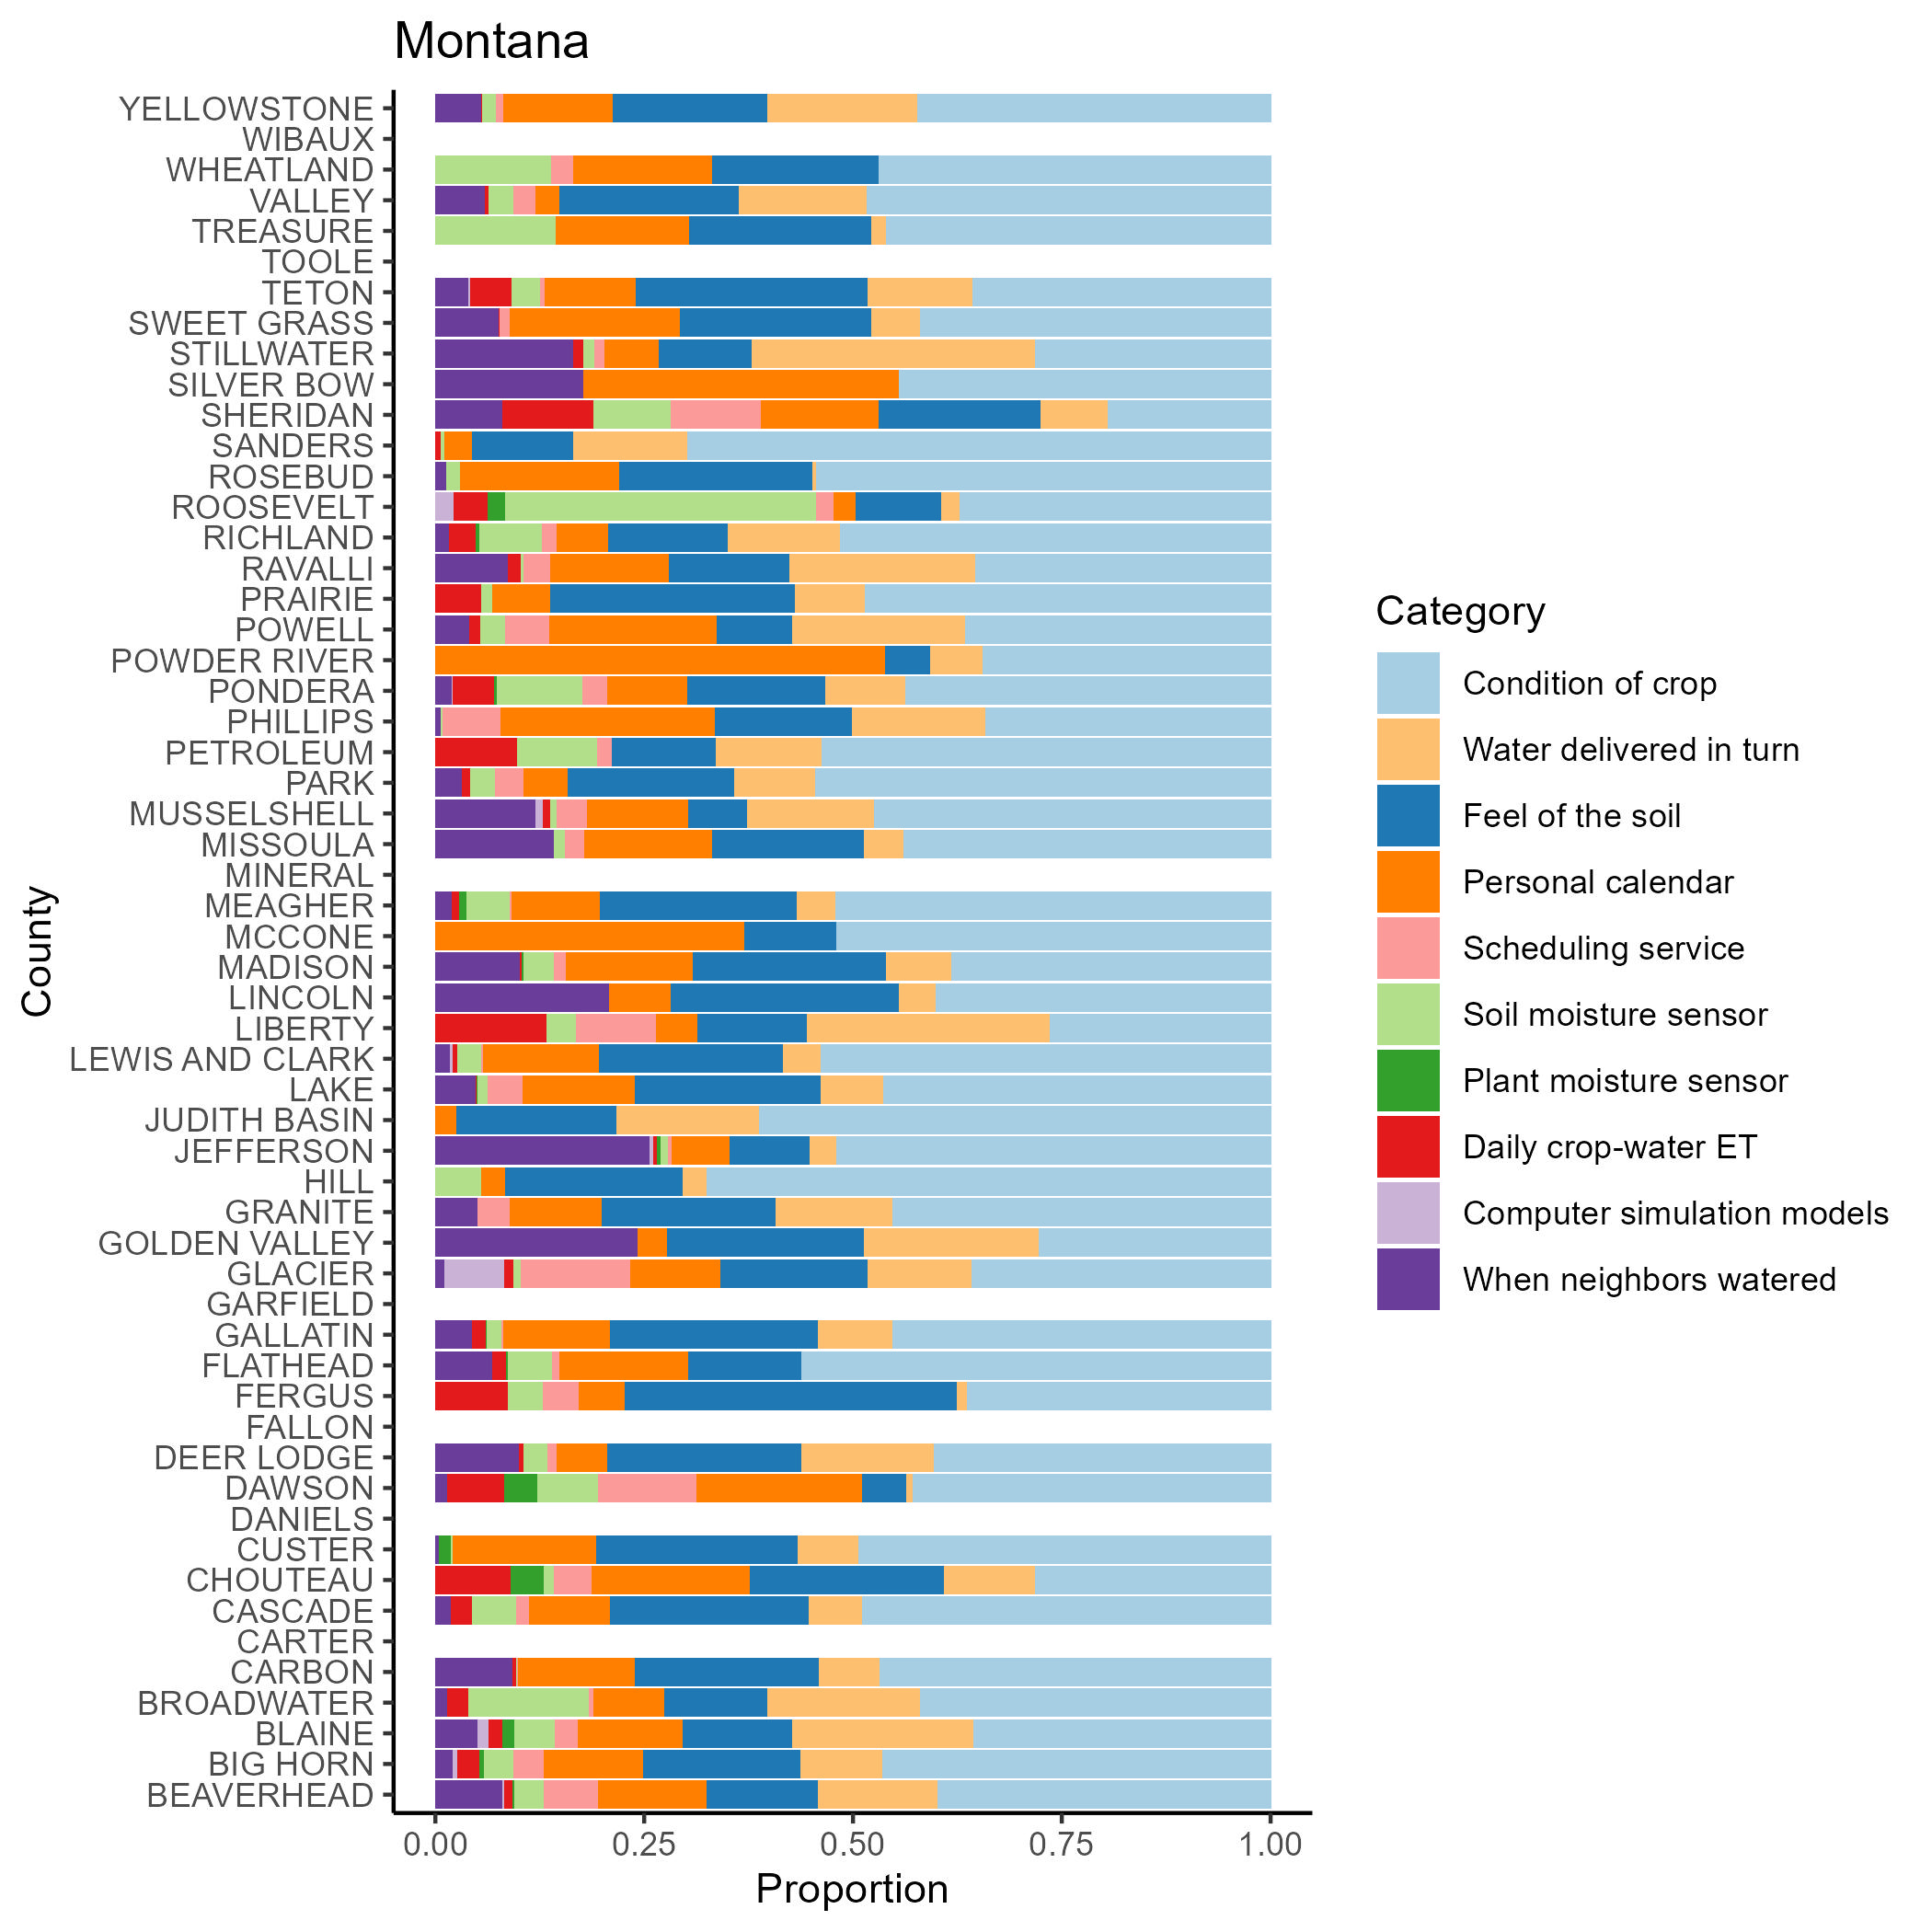 Montana
YELLOWSTONE
WIBAUX
WHEATLAND
VALLEY
TREASURE
TOOLE
TETON
SWEET GRASS
STILLWATER
SILVER BOW
SHERIDAN
SANDERS
ROSEBUD
ROOSEVELT
RICHLAND
RAVALLI
PRAIRIE
POWELL
POWDER RIVER
PONDERA
PHILLIPS
PETROLEUM
PARK
MUSSELSHELL
MISSOULA
MINERAL
MEAGHER
MCCONE
MADISON
LINCOLN
LIBERTY
LEWIS AND CLARK
LAKE
JUDITH BASIN
JEFFERSON
HILL
GRANITE
GOLDEN VALLEY
GLACIER
GARFIELD
GALLATIN
FLATHEAD
FERGUS
FALLON
DEER LODGE
DAWSON
DANIELS
CUSTER
CHOUTEAU
CASCADE
CARTER
CARBON
BROADWATER
BLAINE
BIG HORN
BEAVERHEAD
County
0.00 0.25 0.50 0.75 1.00
Proportion
Category
Condition of crop
Water delivered in turn
Feel of the soil
Personal calendar
Scheduling service
Soil moisture sensor
Plant moisture sensor
Daily crop-water ET
Computer simulation models
When neighbors watered